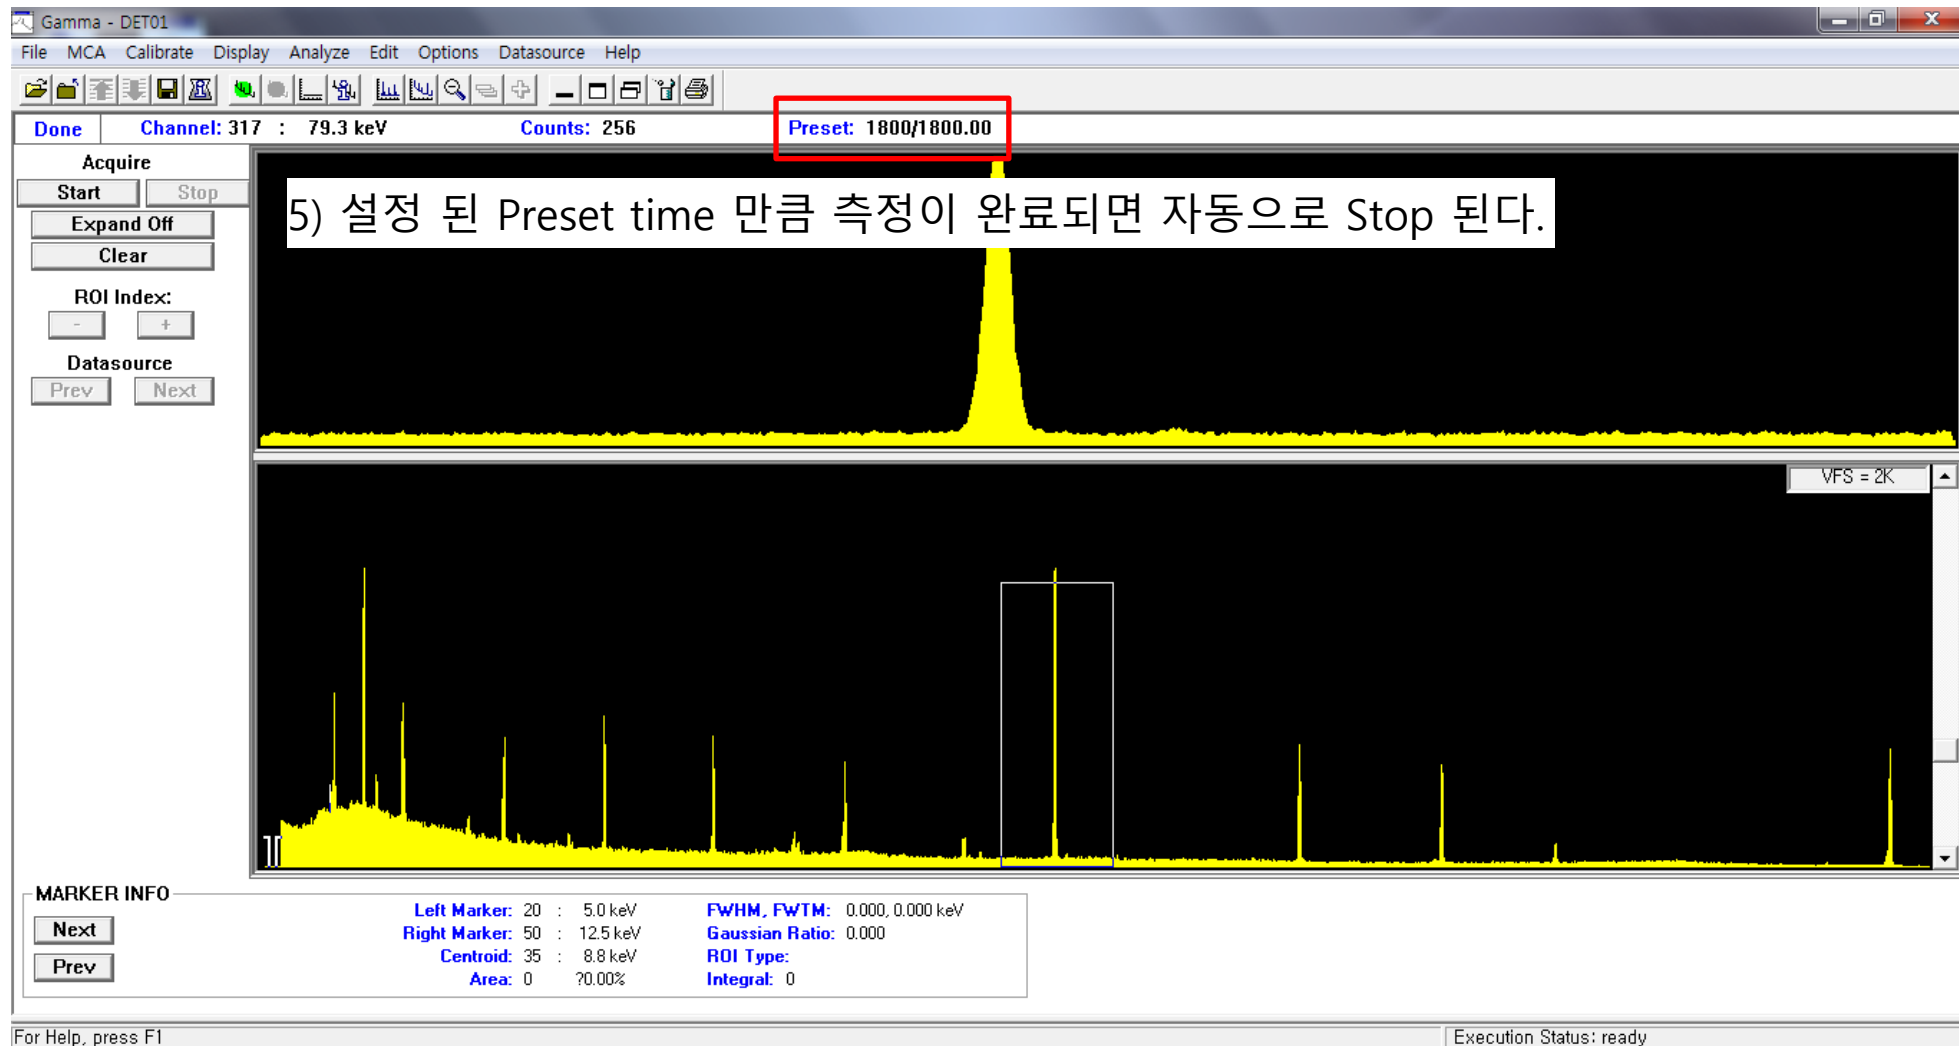 Gamma - DET01
File MCA Calibrate Display Analyze Edit Options Datasource Help
Done Channel: 317 : 79.3 keV Counts: 256 Preset: 1800/1800.00
Acquire
Start Stop
Expand Off
Clear
ROI Index:
- +
Datasource
Prev Next
5) 설정 된 Preset time 만큼 측정이 완료되면 자동으로 Stop 된다.
VFS = 2K
MARKER INFO
Next
Prev
Left Marker: 20 : 5.0 keV FWHM, FWTM: 0.000, 0.000 keV
Right Marker: 50 : 12.5 keV Gaussian Ratio: 0.000
Centroid: 35 : 8.8 keV ROI Type:
Area: 0 ?0.00% Integral: 0
For Help, press F1 Execution Status: ready